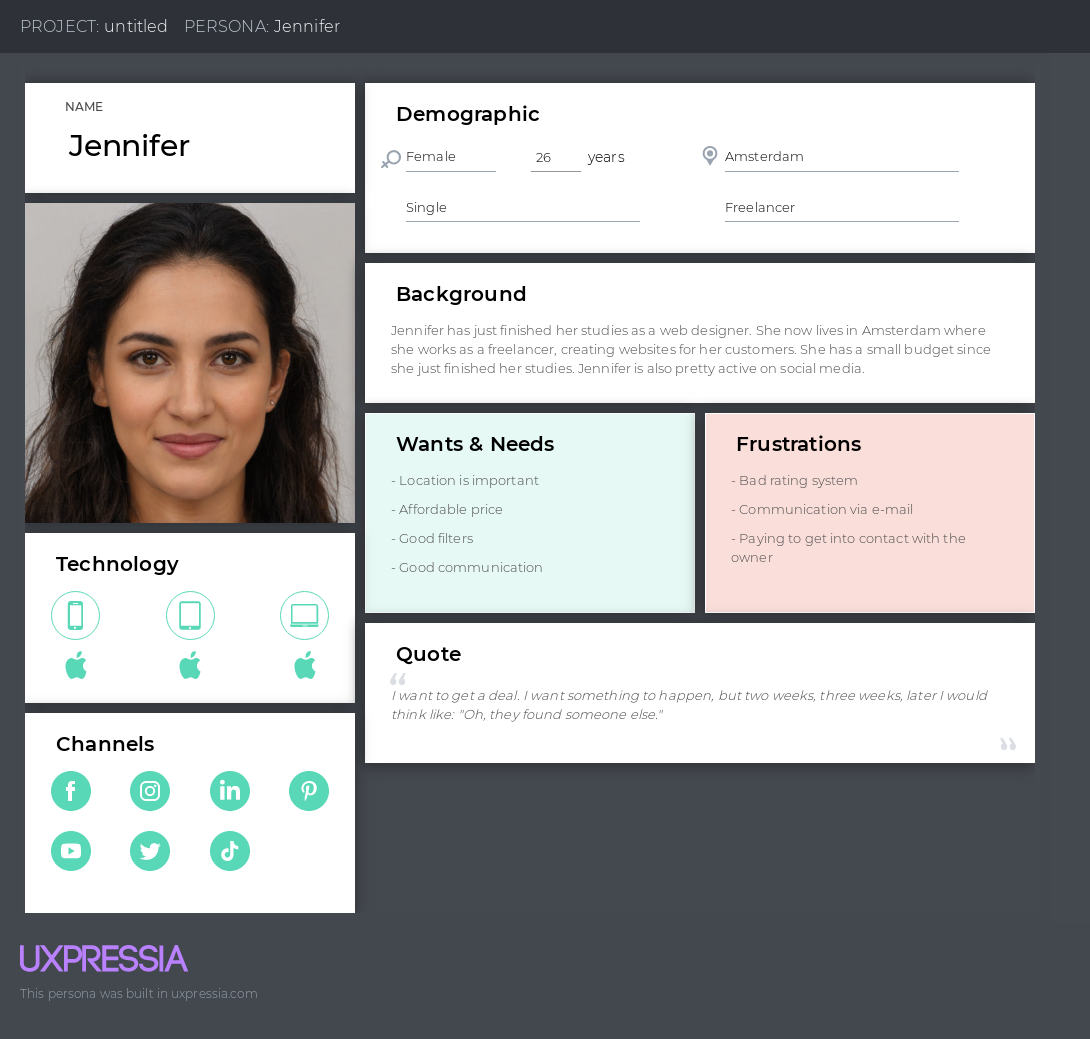 PROJECT: untitled PERSONA: Jennifer
NAME
Jennifer
Demographic
Female 26 years Amsterdam
Single Freelancer
Background
Jennifer has just finished her studies as a web designer. She now lives in Amsterdam where
she works as a freelancer, creating websites for her customers. She has a small budget since
she just finished her studies. Jennifer is also pretty active on social media.
Wants & Needs
- Location is important
- Affordable price
- Good filters
- Good communication
Frustrations
- Bad rating system
- Communication via e-mail
- Paying to get into contact with the
owner
Technology
Quote
“
I want to get a deal. I want something to happen, but two weeks, three weeks, later I would
think like: "Oh, they found someone else."
”
Channels
UXPRESSIA
This persona was built in uxpressia.com